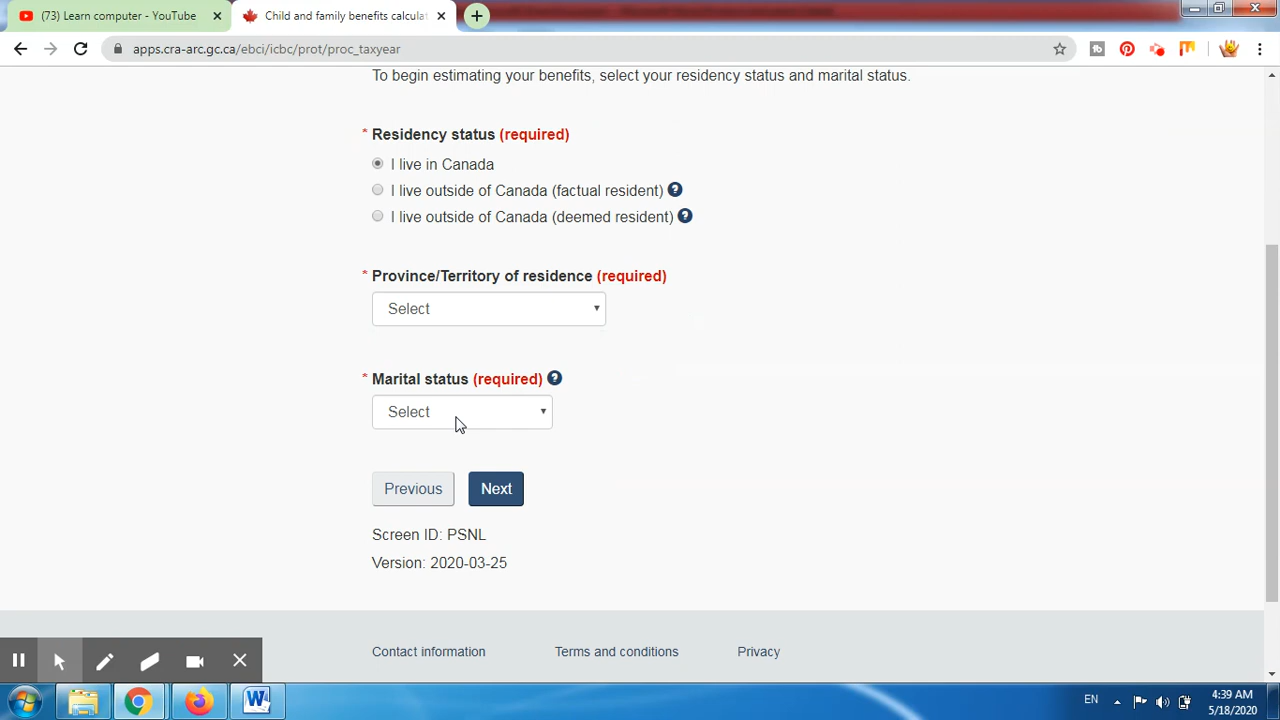 (73) Learn computer - YouTube
Child and family benefits calculat
apps.cra-arc.gc.ca/ebci/icbc/prot/proc_taxyear
To begin estimating your benefits, select your residency status and marital status.
* Residency status (required)
I live in Canada
I live outside of Canada (factual resident) ?
I live outside of Canada (deemed resident) ?
* Province/Territory of residence (required)
Select
* Marital status (required) ?
Select
Previous Next
Screen ID: PSNL
Version: 2020-03-25
Contact information Terms and conditions Privacy
EN
4:39 AM
5/18/2020